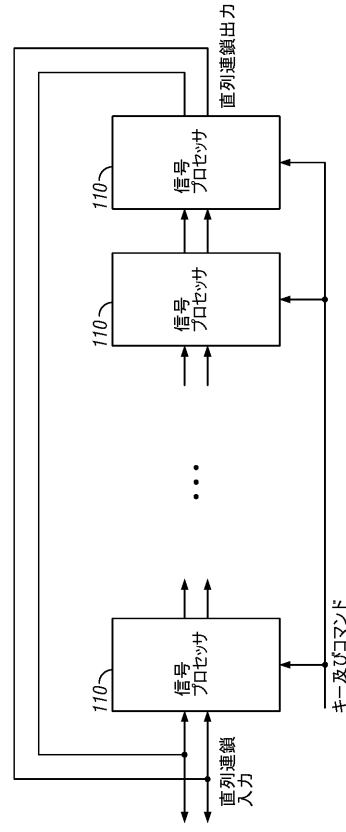 110
信号
プロセッサ
110
信号
プロセッサ
110
信号
プロセッサ
直列連鎖
入力
直列連鎖出力
キー及びコマンド